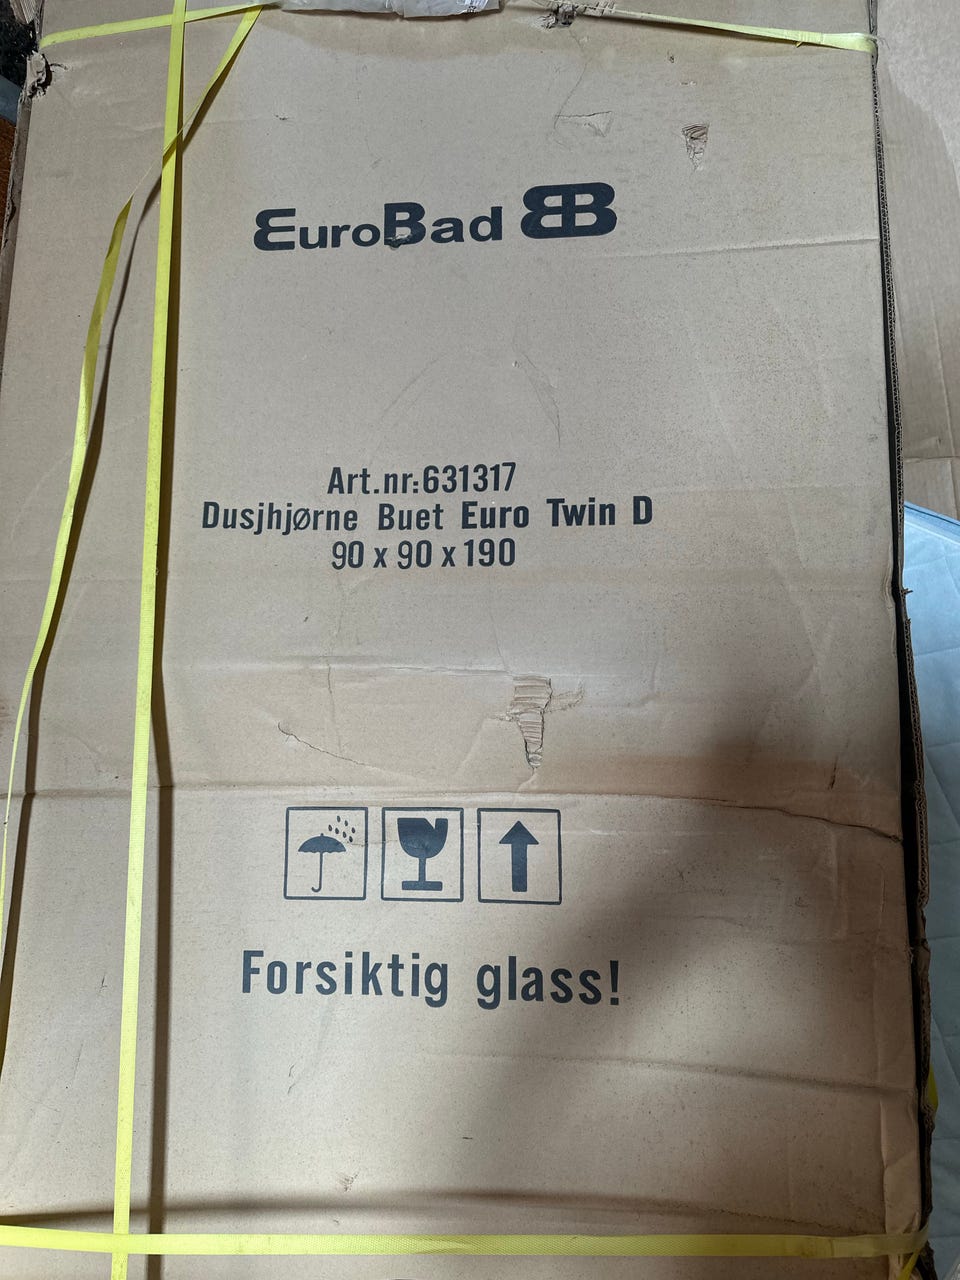 EuroBad
Art.nr:631317
Dusjhjørne Buet Euro Twin D
90 x 90 x 190
Forsiktig glass!